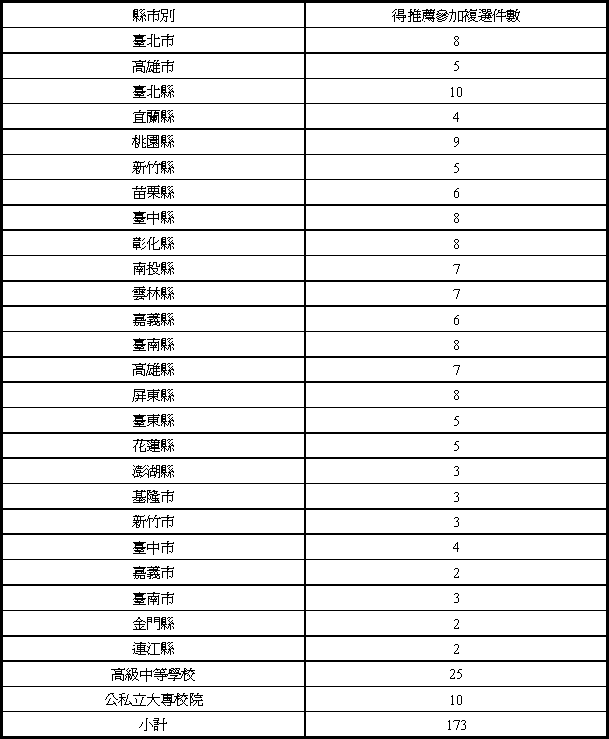 縣市別 得推薦參加複選件數
臺北市 8
高雄市 5
臺北縣 10
宜蘭縣 4
桃園縣 9
新竹縣 5
苗栗縣 6
臺中縣 8
彰化縣 8
南投縣 7
雲林縣 7
嘉義縣 6
臺南縣 8
高雄縣 7
屏東縣 8
臺東縣 5
花蓮縣 5
澎湖縣 3
基隆市 3
新竹市 3
臺中市 4
嘉義市 2
臺南市 3
金門縣 2
連江縣 2
高級中等學校 25
公私立大專校院 10
小計 173